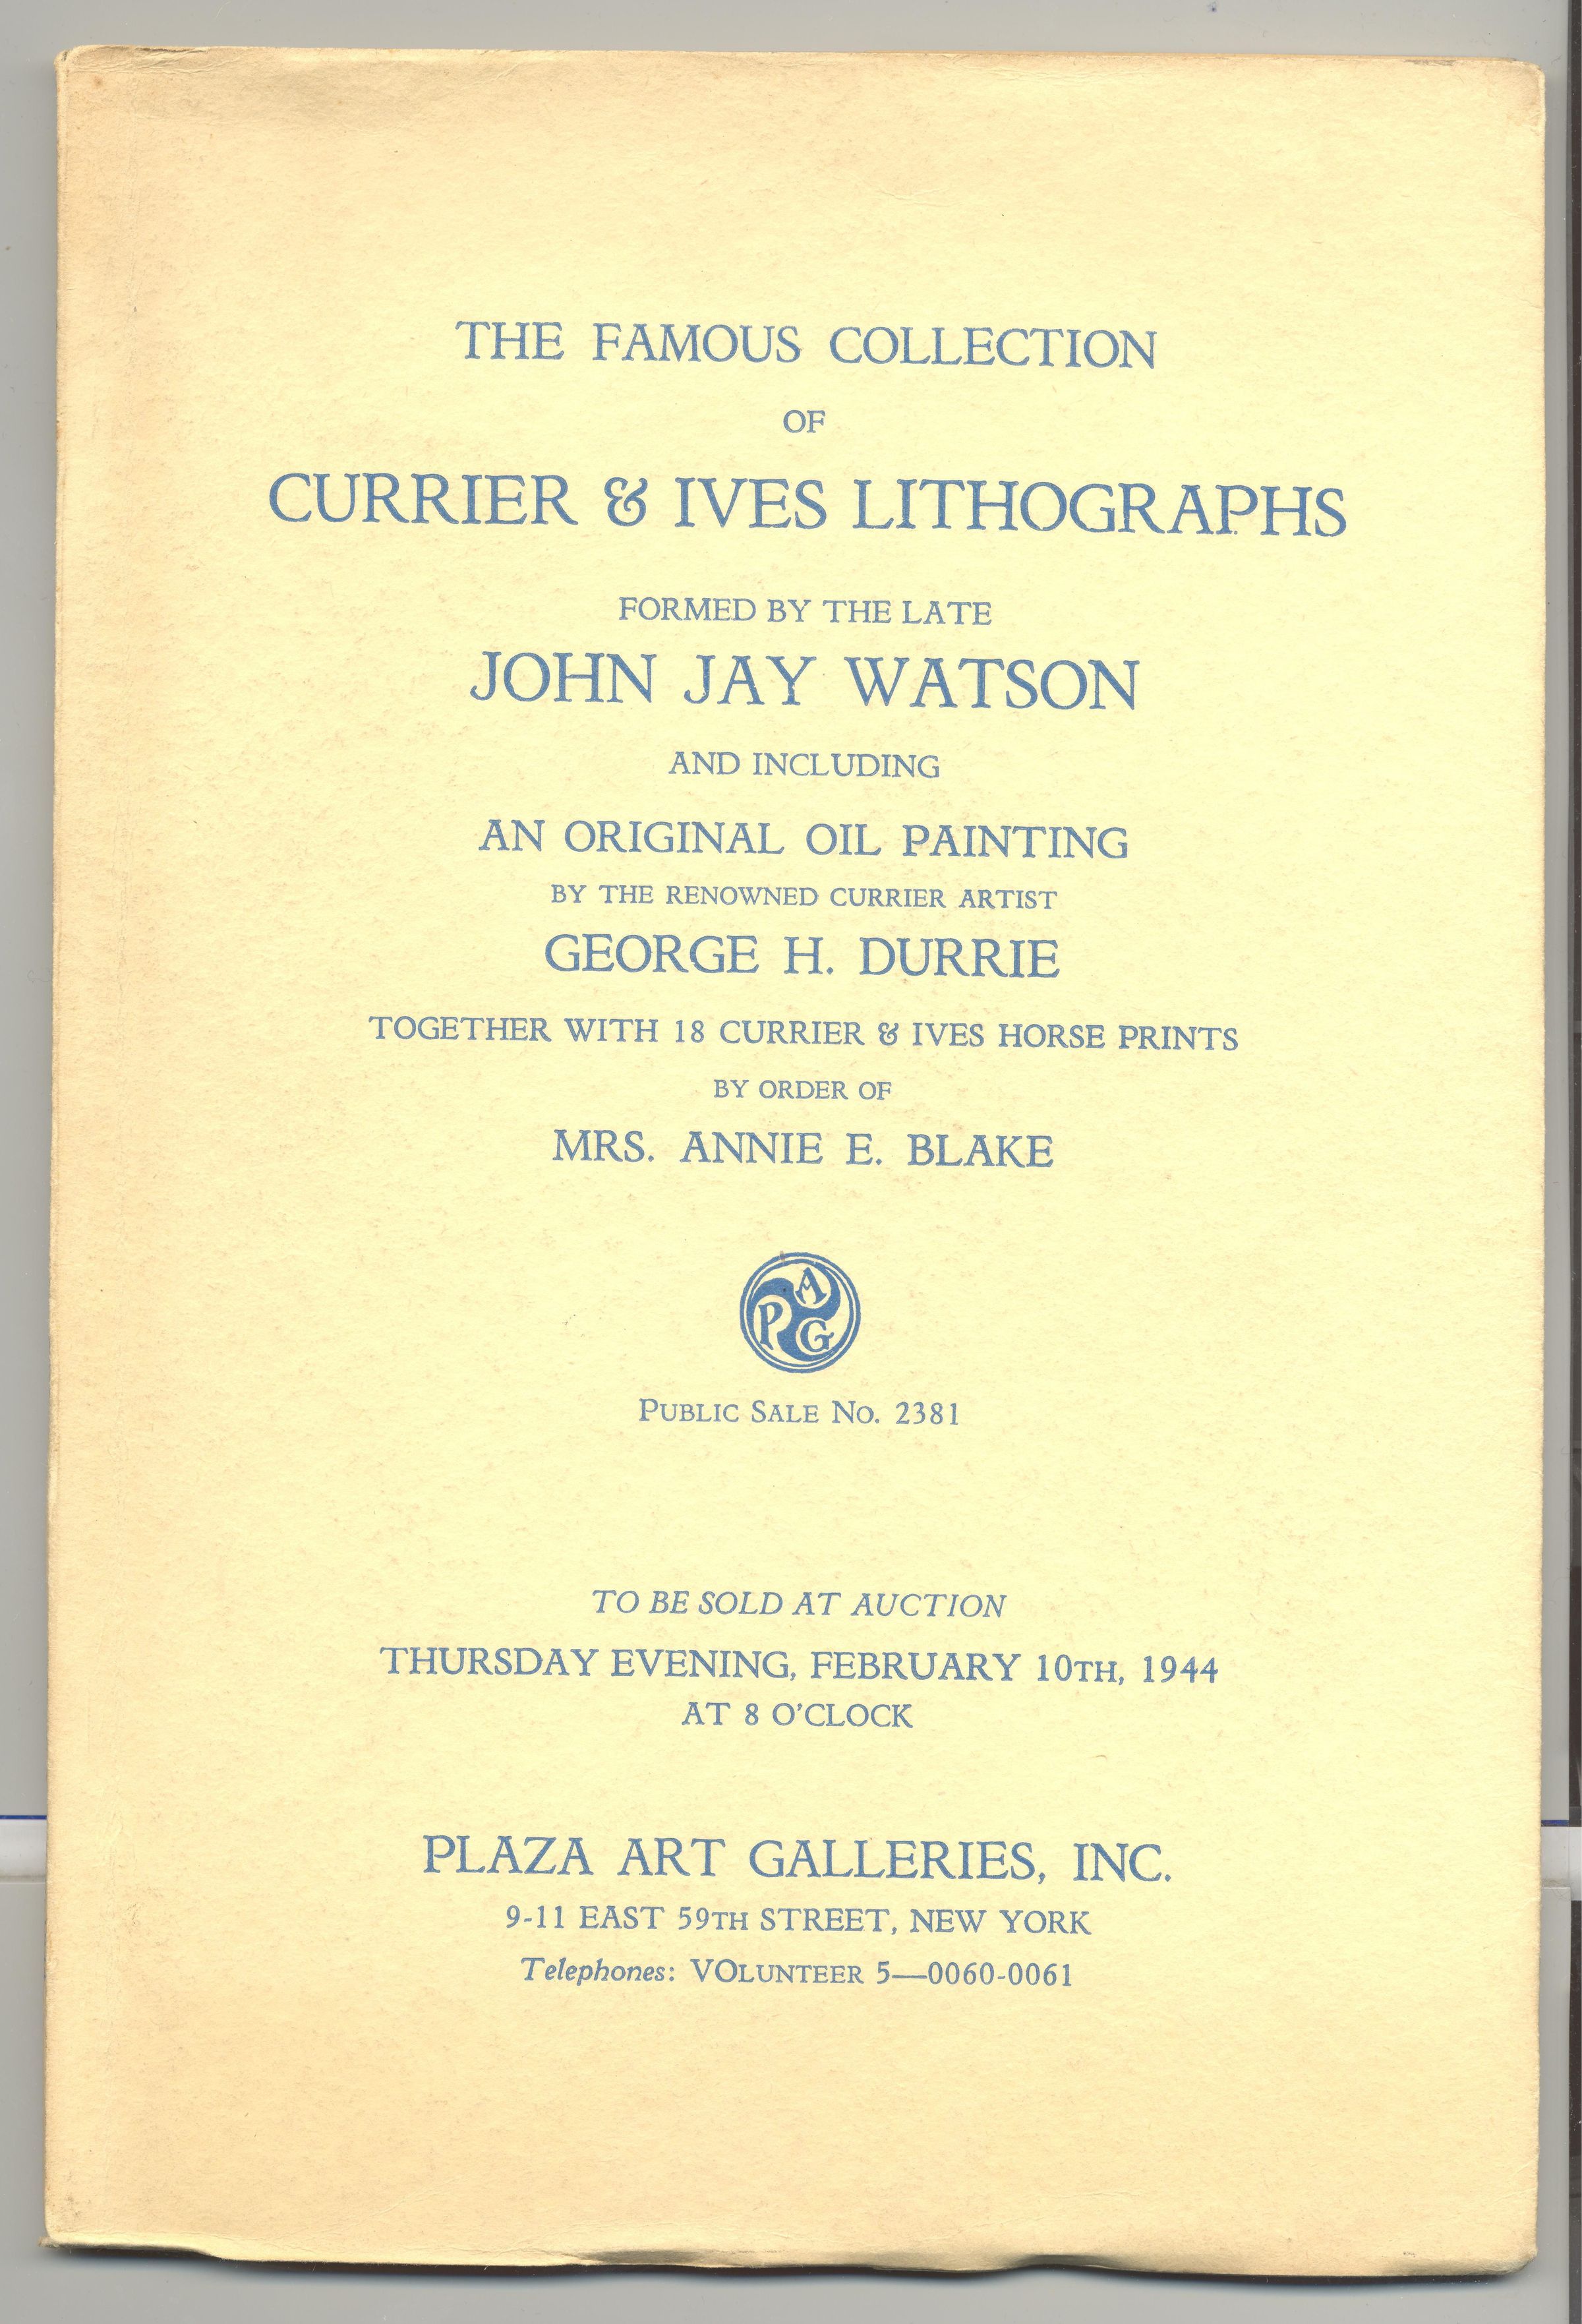 THE FAMOUS COLLECTION
OF
CURRIER & IVES LITHOGRAPHS
FORMED BY THE LATE
JOHN JAY WATSON
AND INCLUDING
AN ORIGINAL OIL PAINTING
BY THE RENOWNED CURRIER ARTIST
GEORGE H. DURRIE
TOGETHER WITH 18 CURRIER & IVES HORSE PRINTS
BY ORDER OF
MRS. ANNIE E. BLAKE
PAG
PUBLIC SALE NO. 2381
TO BE SOLD AT AUCTION
THURSDAY EVENING, FEBRUARY 10TH, 1944
AT 8 O'CLOCK
PLAZA ART GALLERIES, INC.
9-11 EAST 59TH STREET, NEW YORK
Telephones: VOLUNTEER 5—0060-0061